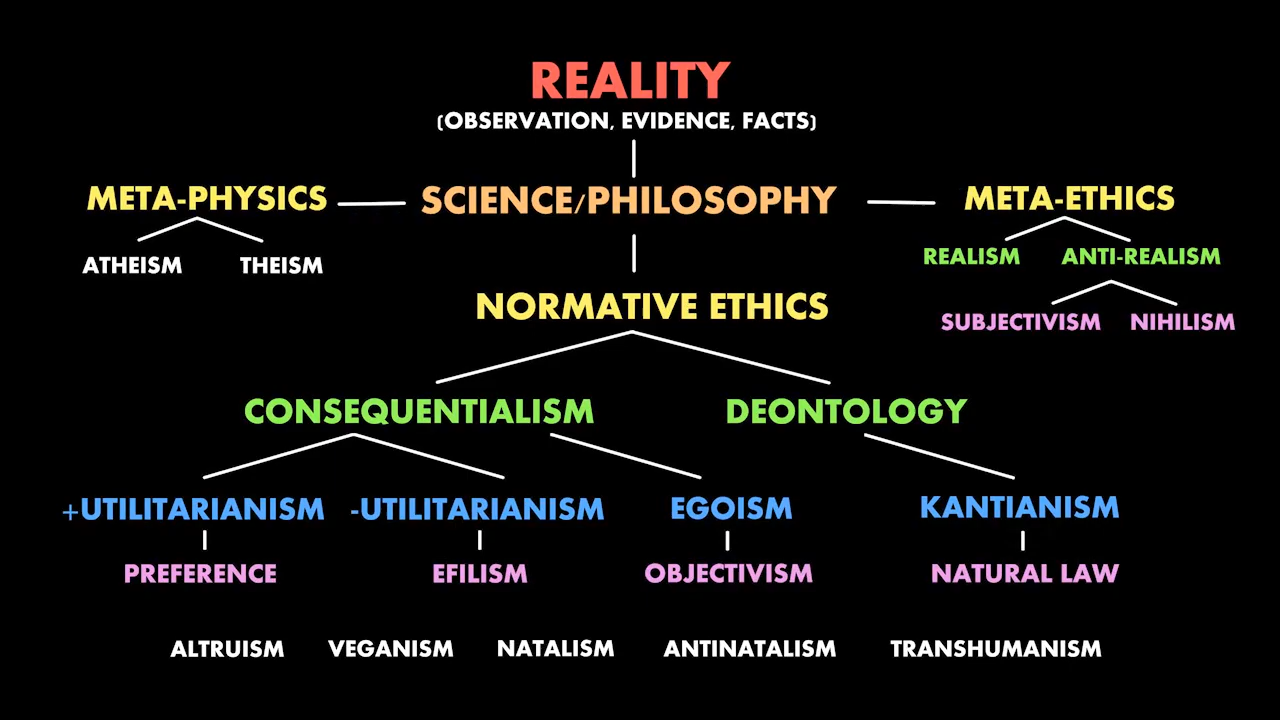 REALITY
(OBSERVATION, EVIDENCE, FACTS)
META-PHYSICS
SCIENCE/PHILOSOPHY
META-ETHICS
ATHEISM
THEISM
REALISM
ANTI-REALISM
NORMATIVE ETHICS
SUBJECTIVISM
NIHILISM
CONSEQUENTIALISM
DEONTOLOGY
+UTILITARIANISM
-UTILITARIANISM
EGOISM
KANTIANISM
PREFERENCE
EFILISM
OBJECTIVISM
NATURAL LAW
ALTRUISM
VEGANISM
NATALISM
ANTINATALISM
TRANSHUMANISM